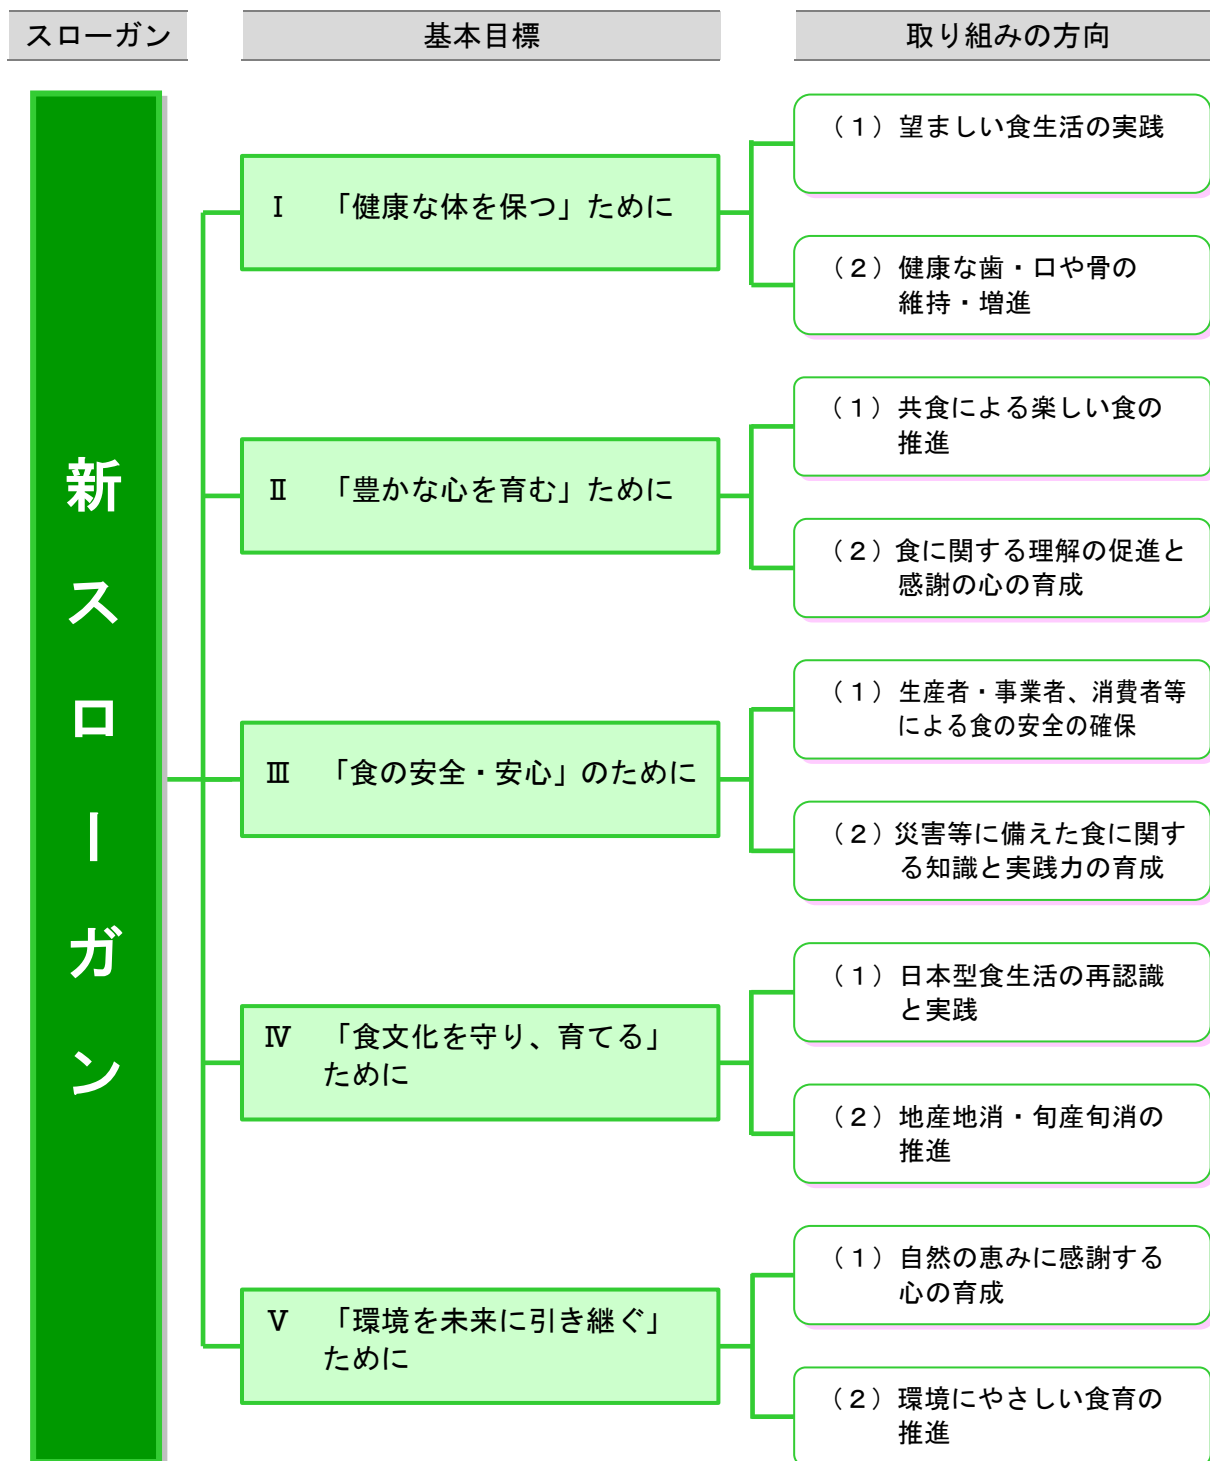 スローガン
基本目標
取り組みの方向
新スローガン
Ⅰ 「健康な体を保つ」ために
(1)望ましい食生活の実践
(2)健康な歯・口や骨の
維持・増進
Ⅱ 「豊かな心を育む」ために
(1)共食による楽しい食の
推進
(2)食に関する理解の促進と
感謝の心の育成
Ⅲ 「食の安全・安心」のために
(1)生産者・事業者、消費者等
による食の安全の確保
(2)災害等に備えた食に関す
る知識と実践力の育成
Ⅳ 「食文化を守り、育てる」
ために
(1)日本型食生活の再認識
と実践
(2)地産地消・旬産旬消の
推進
Ⅴ 「環境を未来に引き継ぐ」
ために
(1)自然の恵みに感謝する
心の育成
(2)環境にやさしい食育の
推進